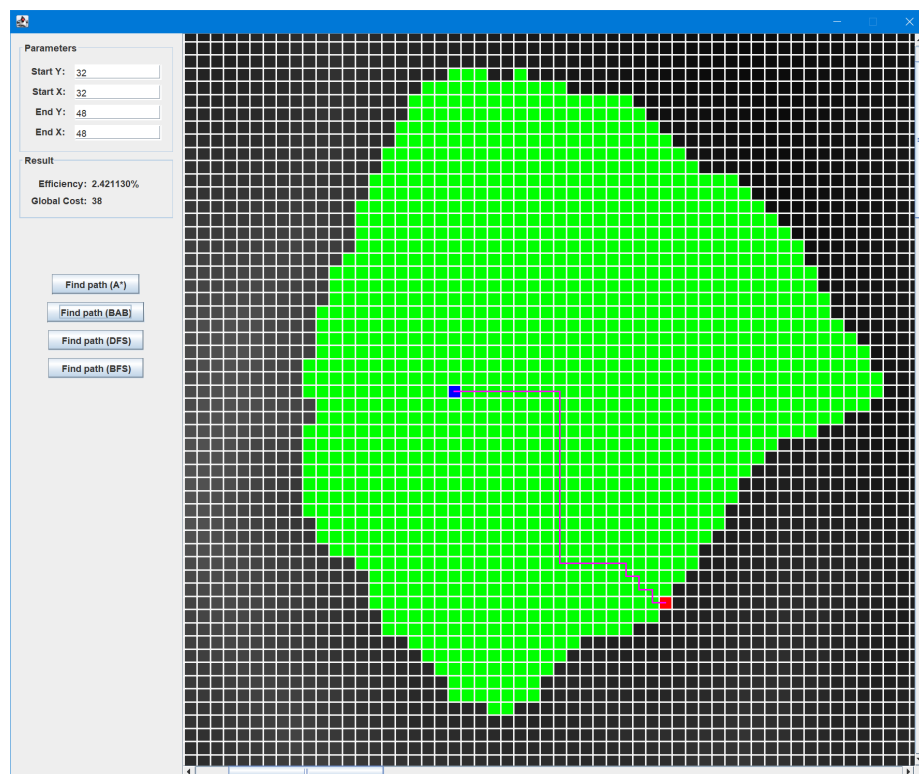 Parameters
Start Y: 32
Start X: 32
End Y: 48
End X: 48
Result
Efficiency: 2.421130%
Global Cost: 38
Find path (A*)
Find path (BAB)
Find path (DFS)
Find path (BFS)